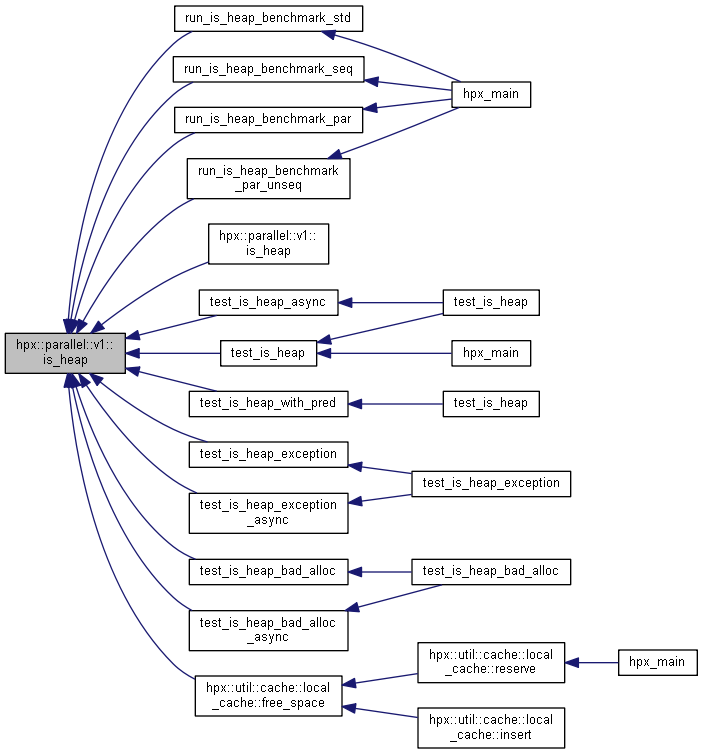 run_is_heap_benchmark_std
run_is_heap_benchmark_seq
hpx_main
run_is_heap_benchmark_par
run_is_heap_benchmark
_par_unseq
hpx::parallel::v1::
is_heap
test_is_heap_async
test_is_heap
hpx::parallel::v1::
is_heap
test_is_heap
hpx_main
test_is_heap_with_pred
test_is_heap
test_is_heap_exception
test_is_heap_exception
test_is_heap_exception
_async
test_is_heap_bad_alloc
test_is_heap_bad_alloc
test_is_heap_bad_alloc
_async
hpx::util::cache::local
_cache::reserve
hpx_main
hpx::util::cache::local
_cache::free_space
hpx::util::cache::local
_cache::insert